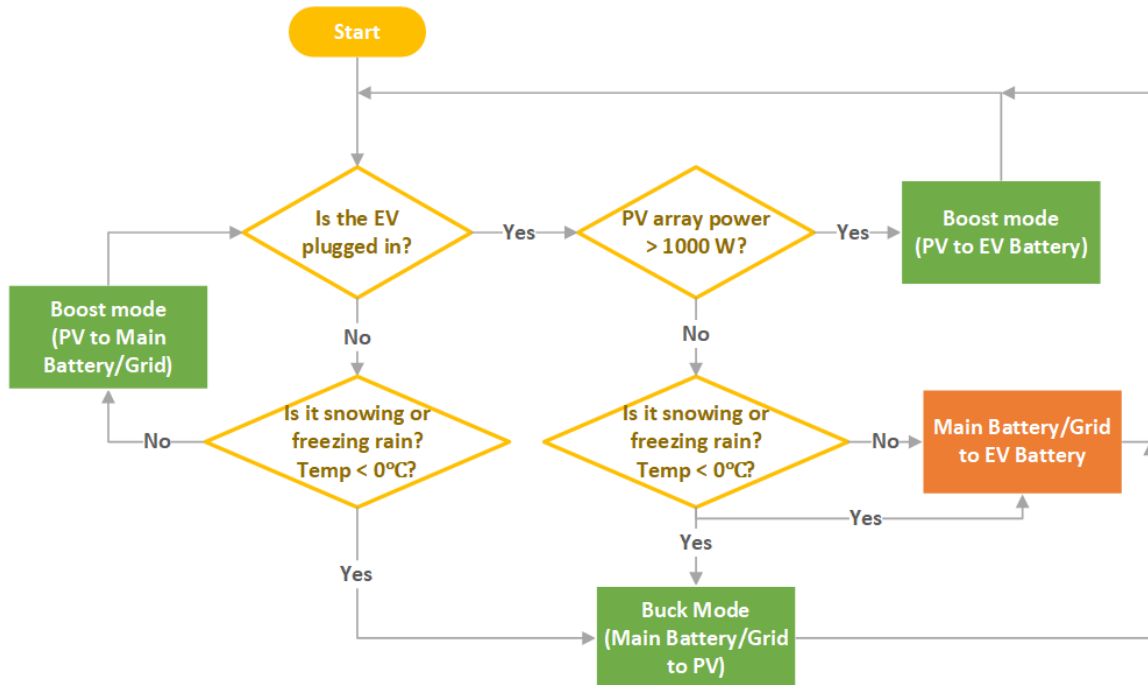 Start
Is the EV
plugged in?
Yes
PV array power
> 1000 W?
Yes
Boost mode
(PV to EV Battery)
Boost mode
(PV to Main
Battery/Grid)
No
No
Is it snowing or
freezing rain?
Temp < 0℃?
No
Is it snowing or
freezing rain?
Temp < 0℃?
No
Main Battery/Grid
to EV Battery
Yes
Yes
Yes
Buck Mode
(Main Battery/Grid
to PV)